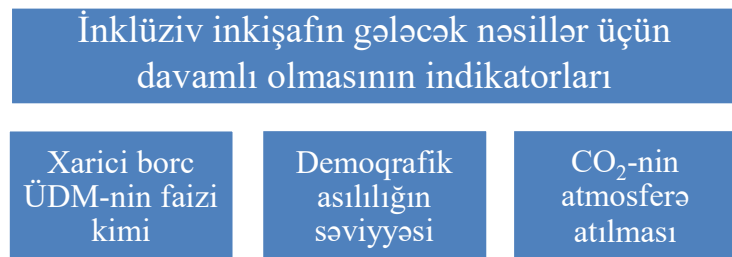 İnklüziv inkişafın gələcək nəsillər üçün
davamlı olmasının indikatorları
Xarici borc
ÜDM-nin faizi
kimi
Demoqrafik
asılılığın
səviyyəsi
CO₂-nin
atmosferə
atılması